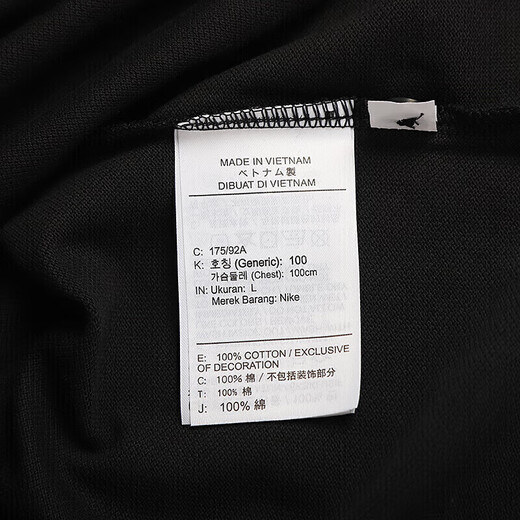 MADE IN VIETNAM
ベトナム製
DIBUAT DI VIETNAM
C: 175/92A
K: 호칭 (Generic): 100
가슴둘레 (Chest): 100cm
IN: Ukuran: L
Merek Barang: Nike
E: 100% COTTON / EXCLUSIVE
OF DECORATION
C: 100% 棉 / 不包括装饰部分
T: 100% 棉
J: 100% 綿